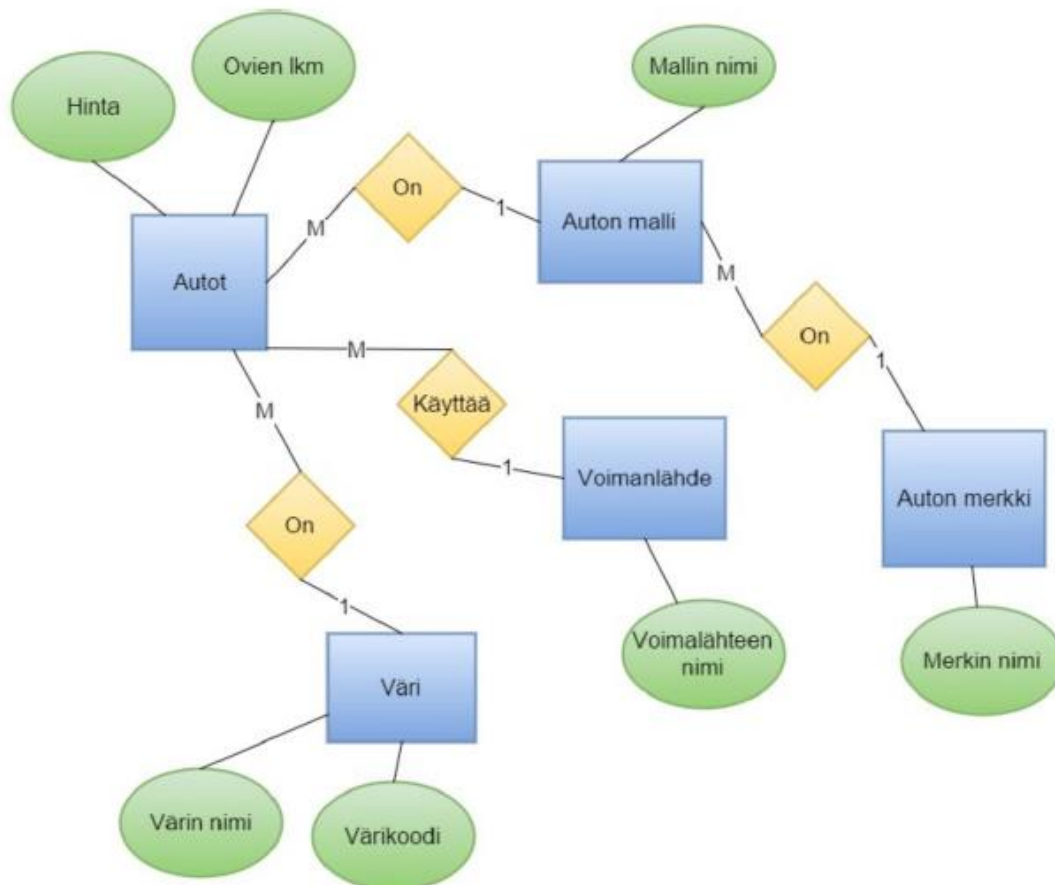 Ovien lkm
Mallin nimi
Hinta
On
M
1
Auton malli
Autot
M
On
M
1
Käyttää
M
1
Voimanlähde
Auton merkki
On
1
Voimalähteen
nimi
Merkin nimi
Väri
Värin nimi
Värikoodi